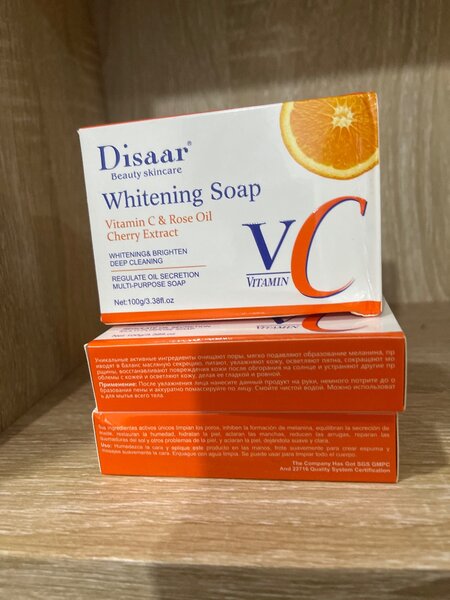 Disaar®
Beauty skincare
Whitening Soap
Vitamin C & Rose Oil
Cherry Extract
WHITENING& BRIGHTEN
DEEP CLEANING
REGULATE OIL SECRETION
MULTI-PURPOSE SOAP
Net:100g/3.38fl.oz
VC
VITAMIN
MULTI-PURPOSE SOAP
VITAMIN
Уникальные активные ингредиенты очищают поры, мягко подавляют образование меланина, пр
иводят в баланс масляную секрецию, питают, увлажняют кожу, осветляют пятна, сокращают мо
рщины, восстанавливают повреждения кожи после обгорания на солнце и устраняют другие пр
облемы с кожей и осветляют кожу, делая ее гладкой и ровной.
Применение: После увлажнения лица нанесите данный продукт на руки, немного потрите до о
бразования пены и аккуратно помассируйте по лицу. Смойте чистой водой. Можно использоват
ь для мытья всего тела.
Sus ingredientes activos únicos limpian los poros, inhiben la formación de melanina, equilibran la secreción de
aceite, restauran la humedad, hidratan la piel, aclaran las manchas, reducen las arrugas, reparan las
quemaduras del sol y otros problemas de la piel, y aclaran la piel, dejándola suave y clara.
Uso: Humedezca la cara y aplique este producto en las manos, frote suavemente para crear espuma y
masajee suavemente la cara. Enjuague con agua limpia. Se puede usar para limpiar todo el cuerpo.
The Company Has Got SGS GMPC
And 22716 Quality System Certification